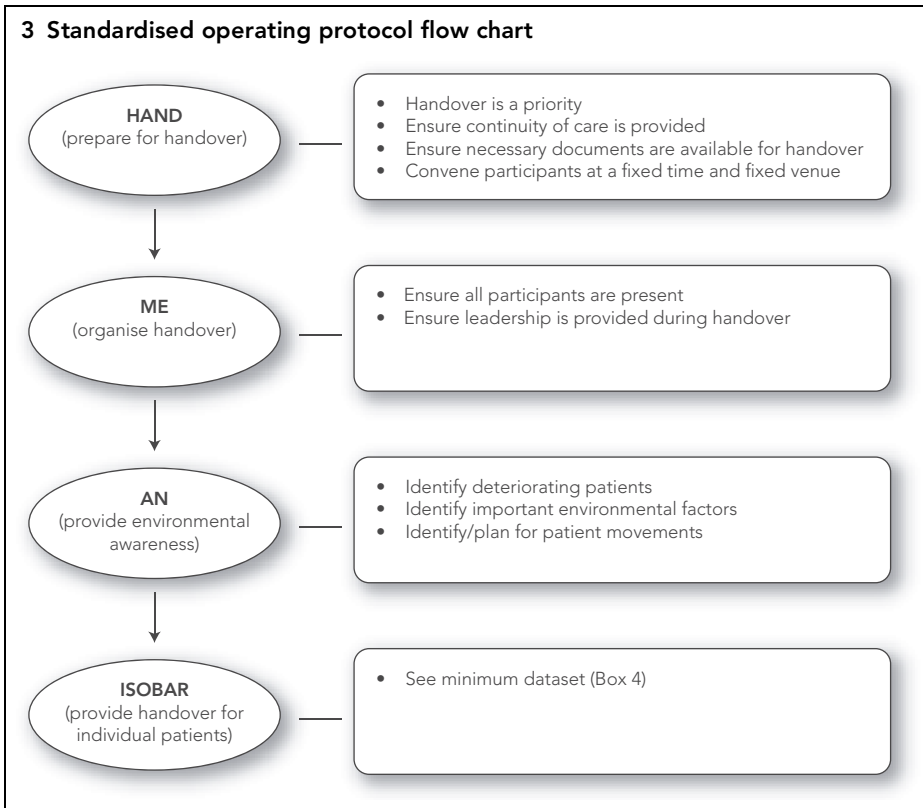 3 Standardised operating protocol flow chart
HAND
(prepare for handover)
• Handover is a priority
• Ensure continuity of care is provided
• Ensure necessary documents are available for handover
• Convene participants at a fixed time and fixed venue
ME
(organise handover)
• Ensure all participants are present
• Ensure leadership is provided during handover
AN
(provide environmental
awareness)
• Identify deteriorating patients
• Identify important environmental factors
• Identify/plan for patient movements
ISOBAR
(provide handover for
individual patients)
• See minimum dataset (Box 4)